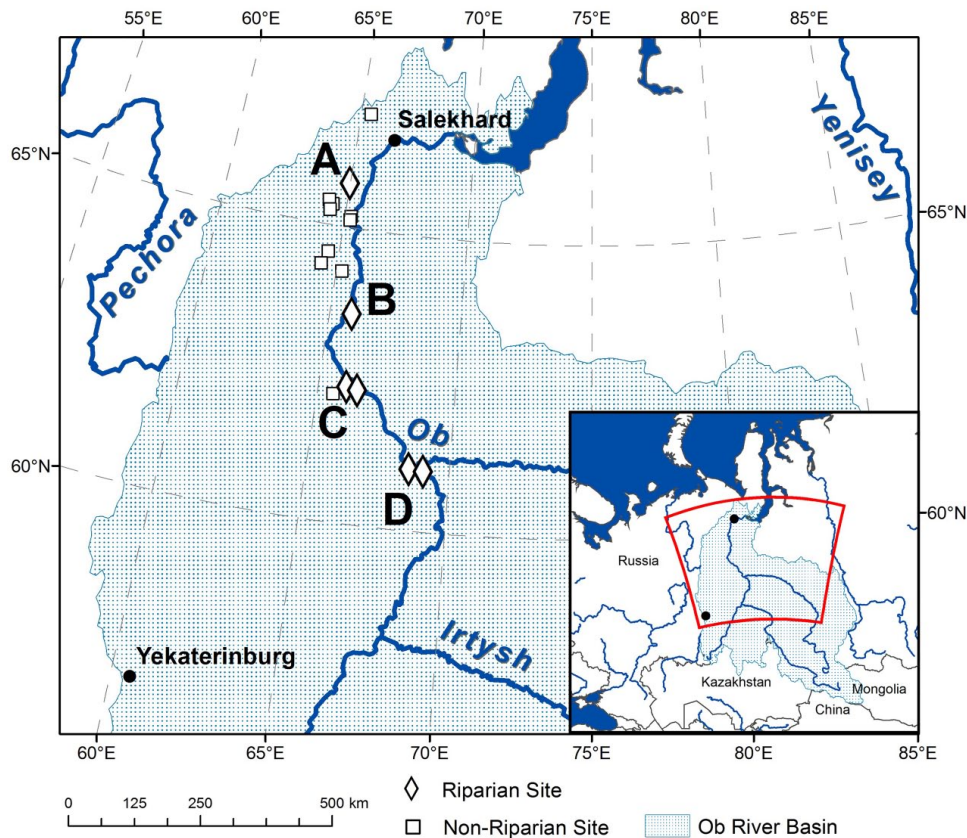 55°E 60°E 65°E 70°E 75°E 80°E 85°E
Salekhard
A
65°N
65°N
Yenisey
Pechora
B
C
Ob
60°N
60°N
D
Russia
Irtysh
Yekaterinburg
Kazakhstan
Mongolia
China
60°E 65°E 70°E 75°E 80°E 85°E
0 125 250 500 km
Riparian Site
Non-Riparian Site
Ob River Basin